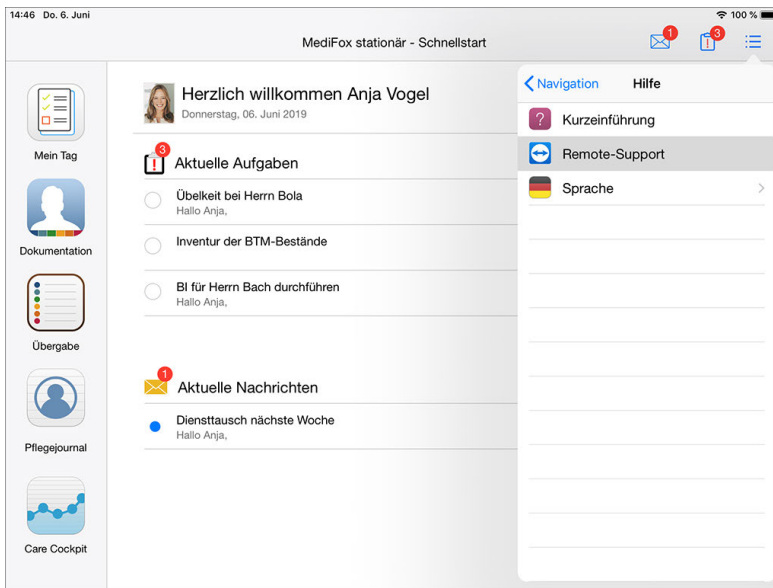 14:46 Do. 6. Juni
100 %
MediFox stationär - Schnellstart
1
3
Mein Tag
Dokumentation
Übergabe
Pflegejournal
Care Cockpit
Herzlich willkommen Anja Vogel
Donnerstag, 06. Juni 2019
3
Aktuelle Aufgaben
Übelkeit bei Herrn Bola
Hallo Anja,
Inventur der BTM-Bestände
BI für Herrn Bach durchführen
Hallo Anja,
1
Aktuelle Nachrichten
Diensttausch nächste Woche
Hallo Anja,
Navigation
Hilfe
? Kurzeinführung
Remote-Support
Sprache